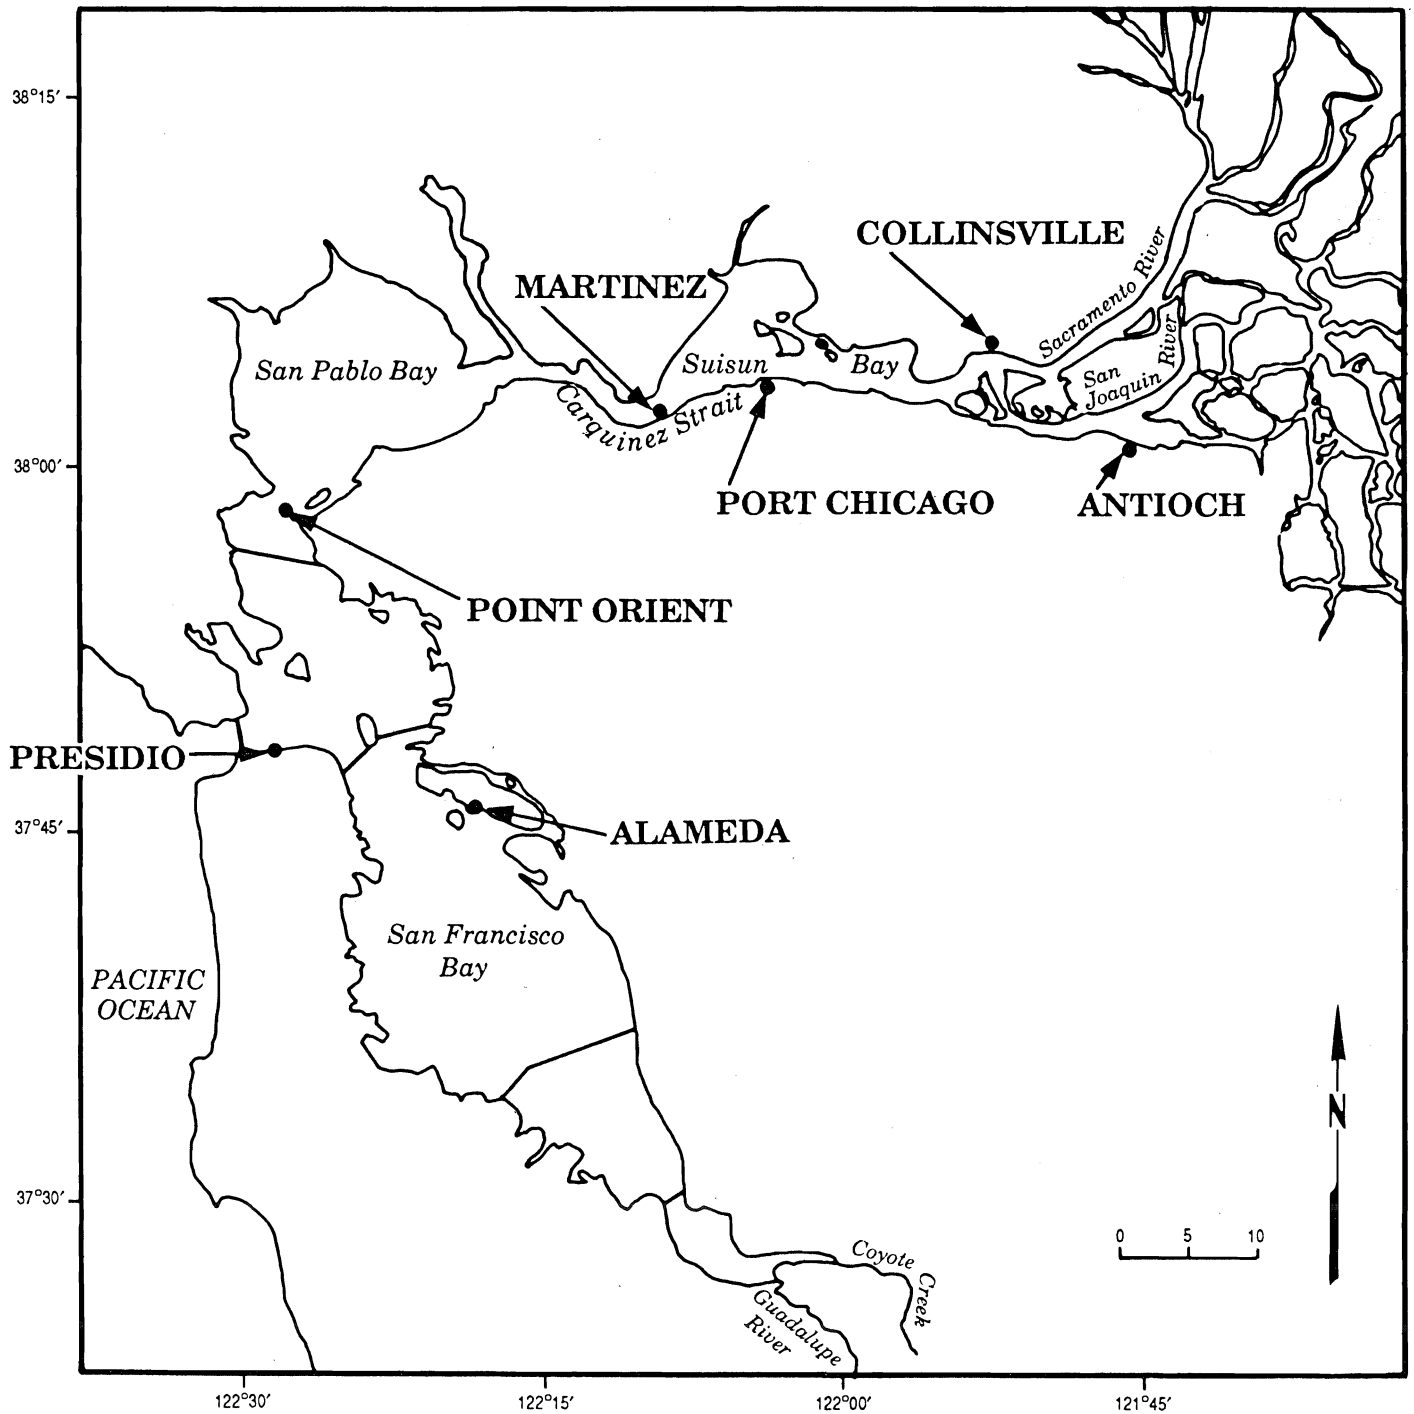 38°15′
COLLINSVILLE
Sacramento River
MARTINEZ
San Pablo Bay
Suisun
Bay
San
Joaquin
River
Carquinez Strait
38°00′
PORT CHICAGO
ANTIOCH
POINT ORIENT
PRESIDIO
37°45′
ALAMEDA
San Francisco
Bay
PACIFIC
OCEAN
N
37°30′
0 5 10
Coyote
Creek
Guadalupe
River
122°30′ 122°15′ 122°00′ 121°45′